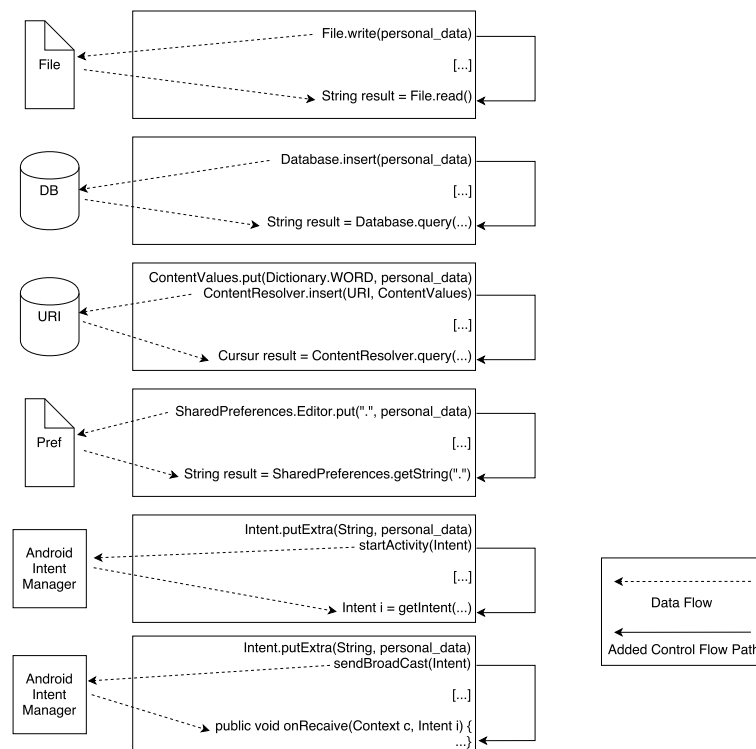 File.write(personal_data)
File
[...]
String result = File.read()
Database.insert(personal_data)
DB
[...]
String result = Database.query(...)
ContentValues.put(Dictionary.WORD, personal_data)
ContentResolver.insert(URI, ContentValues)
URI
[...]
Cursur result = ContentResolver.query(...)
SharedPreferences.Editor.put(".", personal_data)
Pref
[...]
String result = SharedPreferences.getString(".")
Intent.putExtra(String, personal_data)
startActivity(Intent)
Android
Intent
Manager
[...]
Intent i = getIntent(...)
Data Flow
Added Control Flow Path
Intent.putExtra(String, personal_data)
sendBroadCast(Intent)
Android
Intent
Manager
[...]
public void onRecaive(Context c, Intent i) {
...}